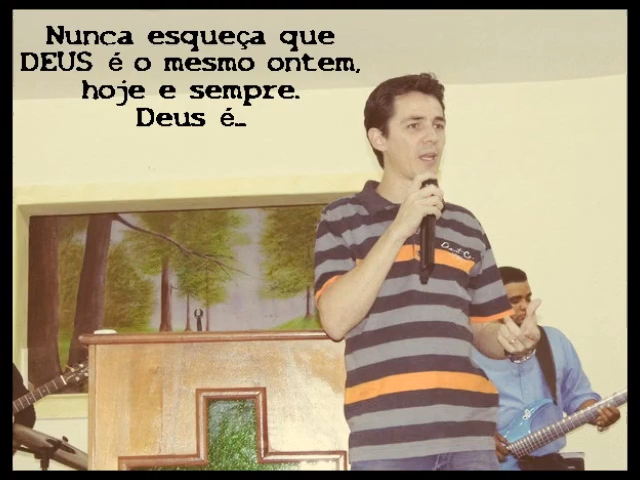 Nunca esqueça que
DEUS é o mesmo ontem,
hoje e sempre.
Deus é...